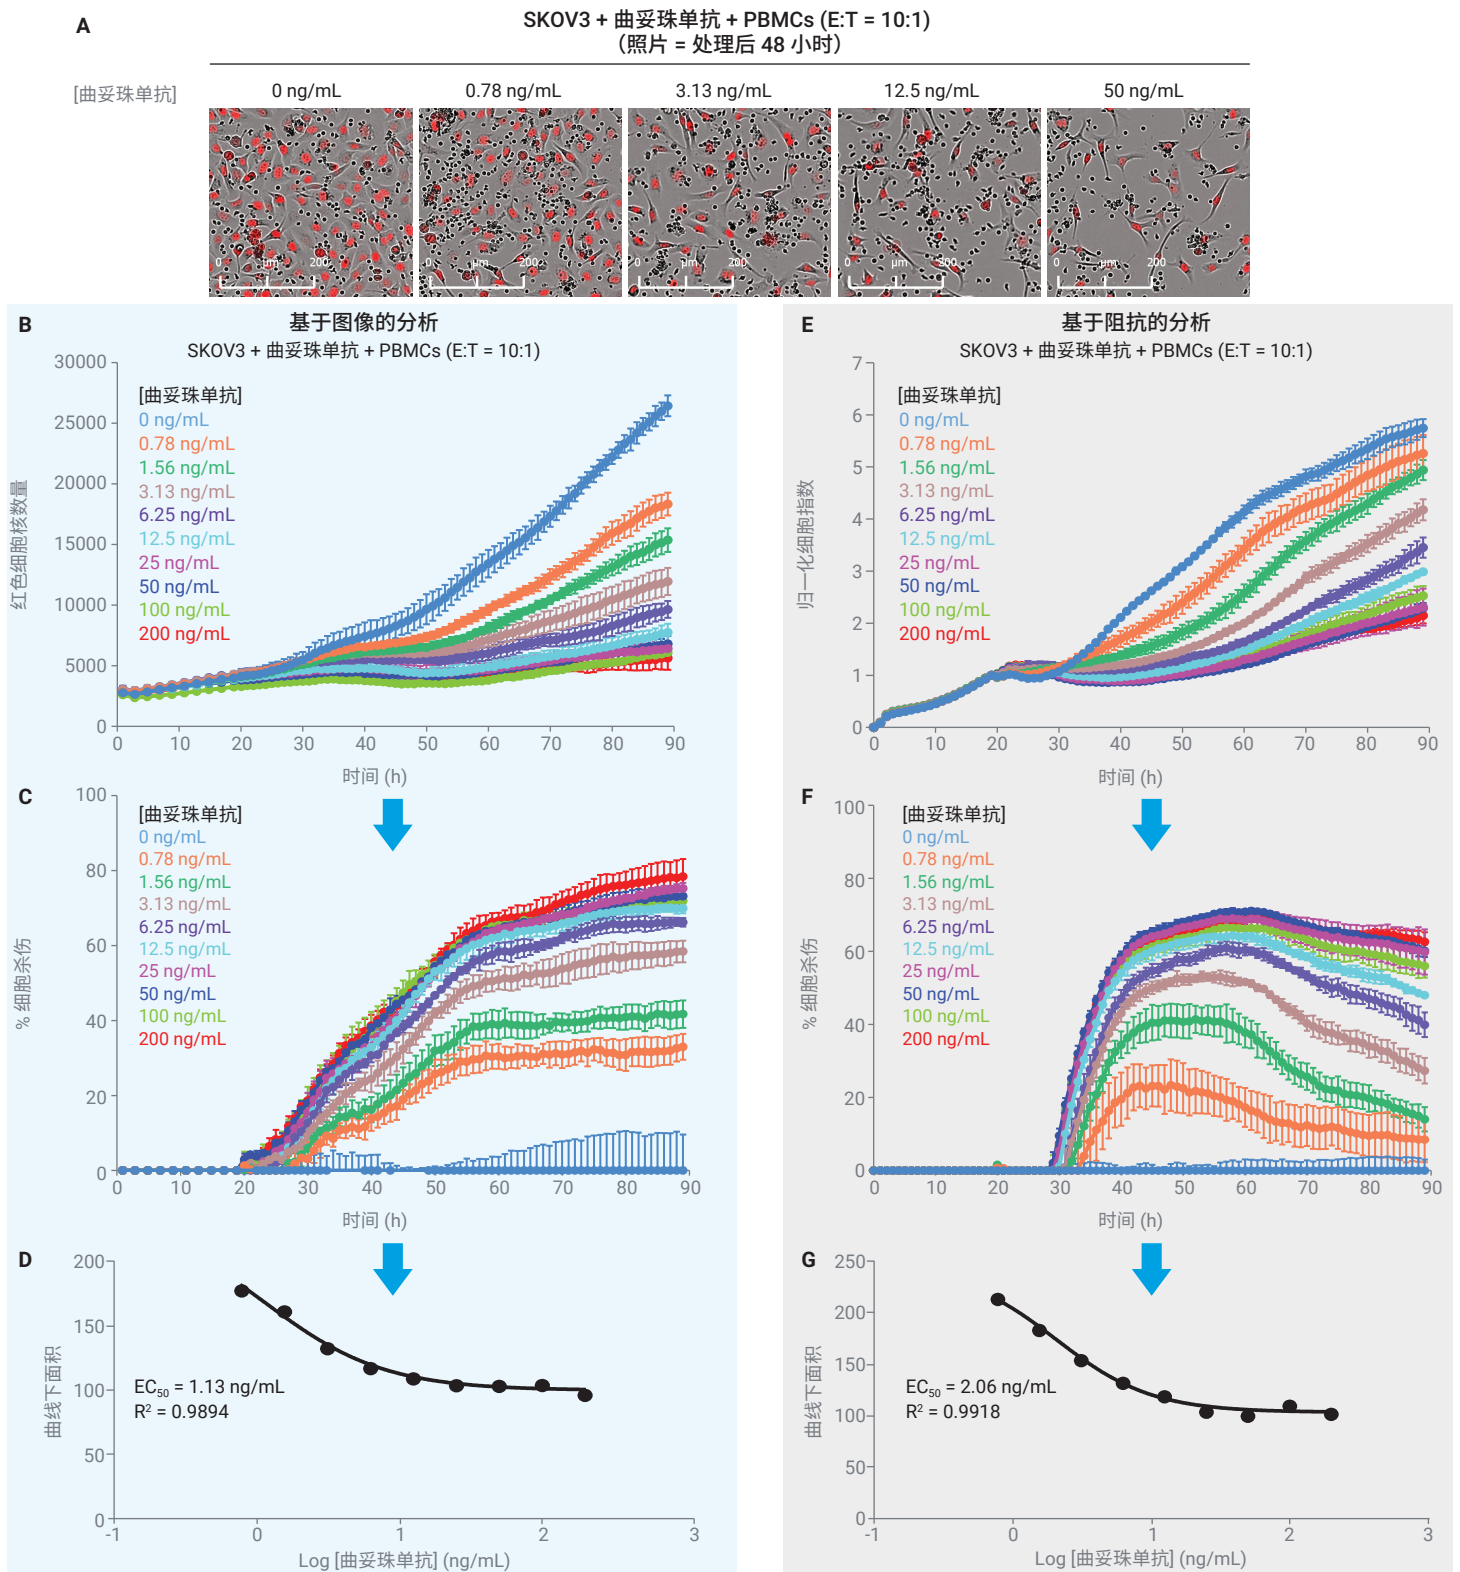 A
SKOV3 + 曲妥珠单抗 + PBMCs (E:T = 10:1)
（照片 = 处理后 48 小时）
[曲妥珠单抗]
0 ng/mL
0.78 ng/mL
3.13 ng/mL
12.5 ng/mL
50 ng/mL
0 µm 200
0 µm 200
0 µm 200
0 µm 200
0 µm 200
B
基于图像的分析
SKOV3 + 曲妥珠单抗 + PBMCs (E:T = 10:1)
红色细胞核数量
30000
25000
20000
15000
10000
5000
0
[曲妥珠单抗]
0 ng/mL
0.78 ng/mL
1.56 ng/mL
3.13 ng/mL
6.25 ng/mL
12.5 ng/mL
25 ng/mL
50 ng/mL
100 ng/mL
200 ng/mL
0 10 20 30 40 50 60 70 80 90
时间 (h)
C
% 细胞杀伤
100
80
60
40
20
0
[曲妥珠单抗]
0 ng/mL
0.78 ng/mL
1.56 ng/mL
3.13 ng/mL
6.25 ng/mL
12.5 ng/mL
25 ng/mL
50 ng/mL
100 ng/mL
200 ng/mL
0 10 20 30 40 50 60 70 80 90
时间 (h)
D
曲线下面积
200
150
100
50
0
EC₅₀ = 1.13 ng/mL
R² = 0.9894
-1 0 1 2 3
Log [曲妥珠单抗] (ng/mL)
E
基于阻抗的分析
SKOV3 + 曲妥珠单抗 + PBMCs (E:T = 10:1)
归一化细胞指数
7
6
5
4
3
2
1
0
[曲妥珠单抗]
0 ng/mL
0.78 ng/mL
1.56 ng/mL
3.13 ng/mL
6.25 ng/mL
12.5 ng/mL
25 ng/mL
50 ng/mL
100 ng/mL
200 ng/mL
0 10 20 30 40 50 60 70 80 90
时间 (h)
F
% 细胞杀伤
100
80
60
40
20
0
[曲妥珠单抗]
0 ng/mL
0.78 ng/mL
1.56 ng/mL
3.13 ng/mL
6.25 ng/mL
12.5 ng/mL
25 ng/mL
50 ng/mL
100 ng/mL
200 ng/mL
0 10 20 30 40 50 60 70 80 90
时间 (h)
G
曲线下面积
250
200
150
100
50
0
EC₅₀ = 2.06 ng/mL
R² = 0.9918
-1 0 1 2 3
Log [曲妥珠单抗] (ng/mL)